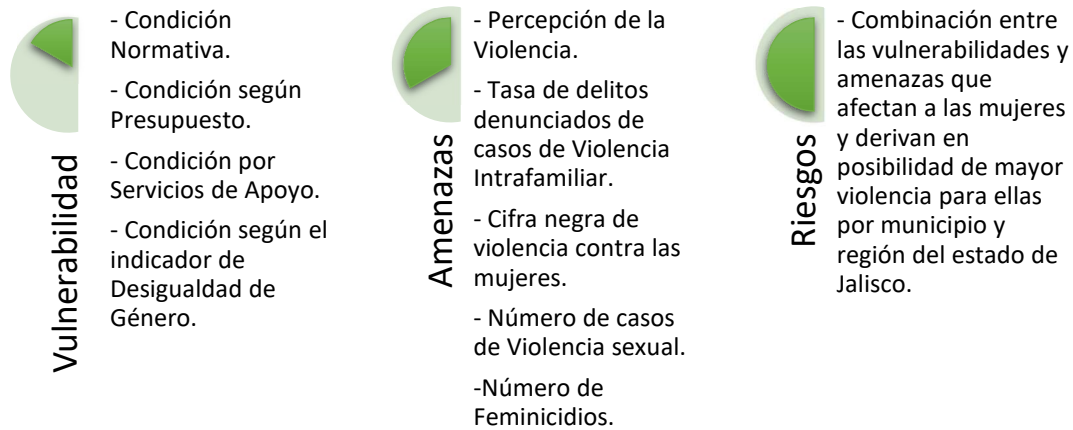 Vulnerabilidad
- Condición
Normativa.
- Condición según
Presupuesto.
- Condición por
Servicios de Apoyo.
- Condición según el
indicador de
Desigualdad de
Género.
Amenazas
- Percepción de la
Violencia.
- Tasa de delitos
denunciados de
casos de Violencia
Intrafamiliar.
- Cifra negra de
violencia contra las
mujeres.
- Número de casos
de Violencia sexual.
-Número de
Feminicidios.
Riesgos
- Combinación entre
las vulnerabilidades y
amenazas que
afectan a las mujeres
y derivan en
posibilidad de mayor
violencia para ellas
por municipio y
región del estado de
Jalisco.